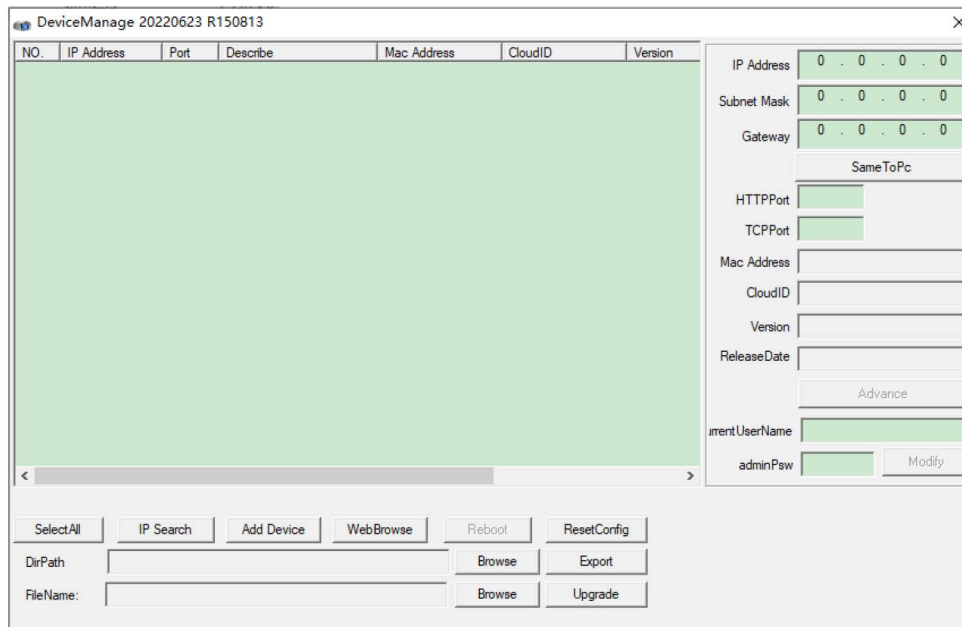 DeviceManage 20220623 R150813
NO. IP Address Port Describe Mac Address CloudID Version
IP Address 0 . 0 . 0 . 0
Subnet Mask 0 . 0 . 0 . 0
Gateway 0 . 0 . 0 . 0
SameToPc
HTTPPort
TCPPort
Mac Address
CloudID
Version
ReleaseDate
Advance
urrentUserName
adminPsw Modify
SelectAll IP Search Add Device WebBrowse Reboot ResetConfig
DirPath Browse Export
FileName: Browse Upgrade